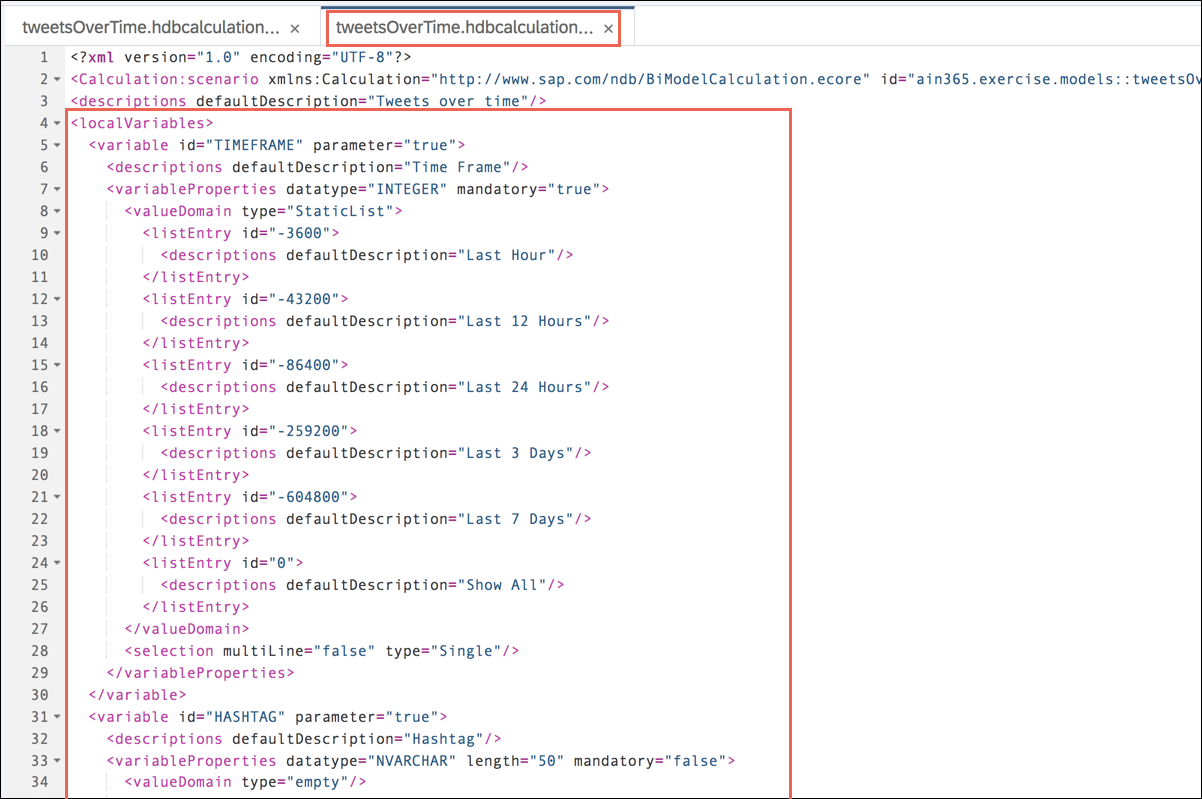 tweetsOverTime.hdbcalculation... × tweetsOverTime.hdbcalculation... ×
1 <?xml version="1.0" encoding="UTF-8"?>
2 <Calculation:scenario xmlns:Calculation="http://www.sap.com/ndb/BiModelCalculation.ecore" id="ain365.exercise.models::tweetsOv
3 <descriptions defaultDescription="Tweets over time"/>
4 <localVariables>
5 <variable id="TIMEFRAME" parameter="true">
6 <descriptions defaultDescription="Time Frame"/>
7 <variableProperties datatype="INTEGER" mandatory="true">
8 <valueDomain type="StaticList">
9 <listEntry id="-3600">
10 <descriptions defaultDescription="Last Hour"/>
11 </listEntry>
12 <listEntry id="-43200">
13 <descriptions defaultDescription="Last 12 Hours"/>
14 </listEntry>
15 <listEntry id="-86400">
16 <descriptions defaultDescription="Last 24 Hours"/>
17 </listEntry>
18 <listEntry id="-259200">
19 <descriptions defaultDescription="Last 3 Days"/>
20 </listEntry>
21 <listEntry id="-604800">
22 <descriptions defaultDescription="Last 7 Days"/>
23 </listEntry>
24 <listEntry id="0">
25 <descriptions defaultDescription="Show All"/>
26 </listEntry>
27 </valueDomain>
28 <selection multiLine="false" type="Single"/>
29 </variableProperties>
30 </variable>
31 <variable id="HASHTAG" parameter="true">
32 <descriptions defaultDescription="Hashtag"/>
33 <variableProperties datatype="NVARCHAR" length="50" mandatory="false">
34 <valueDomain type="empty"/>